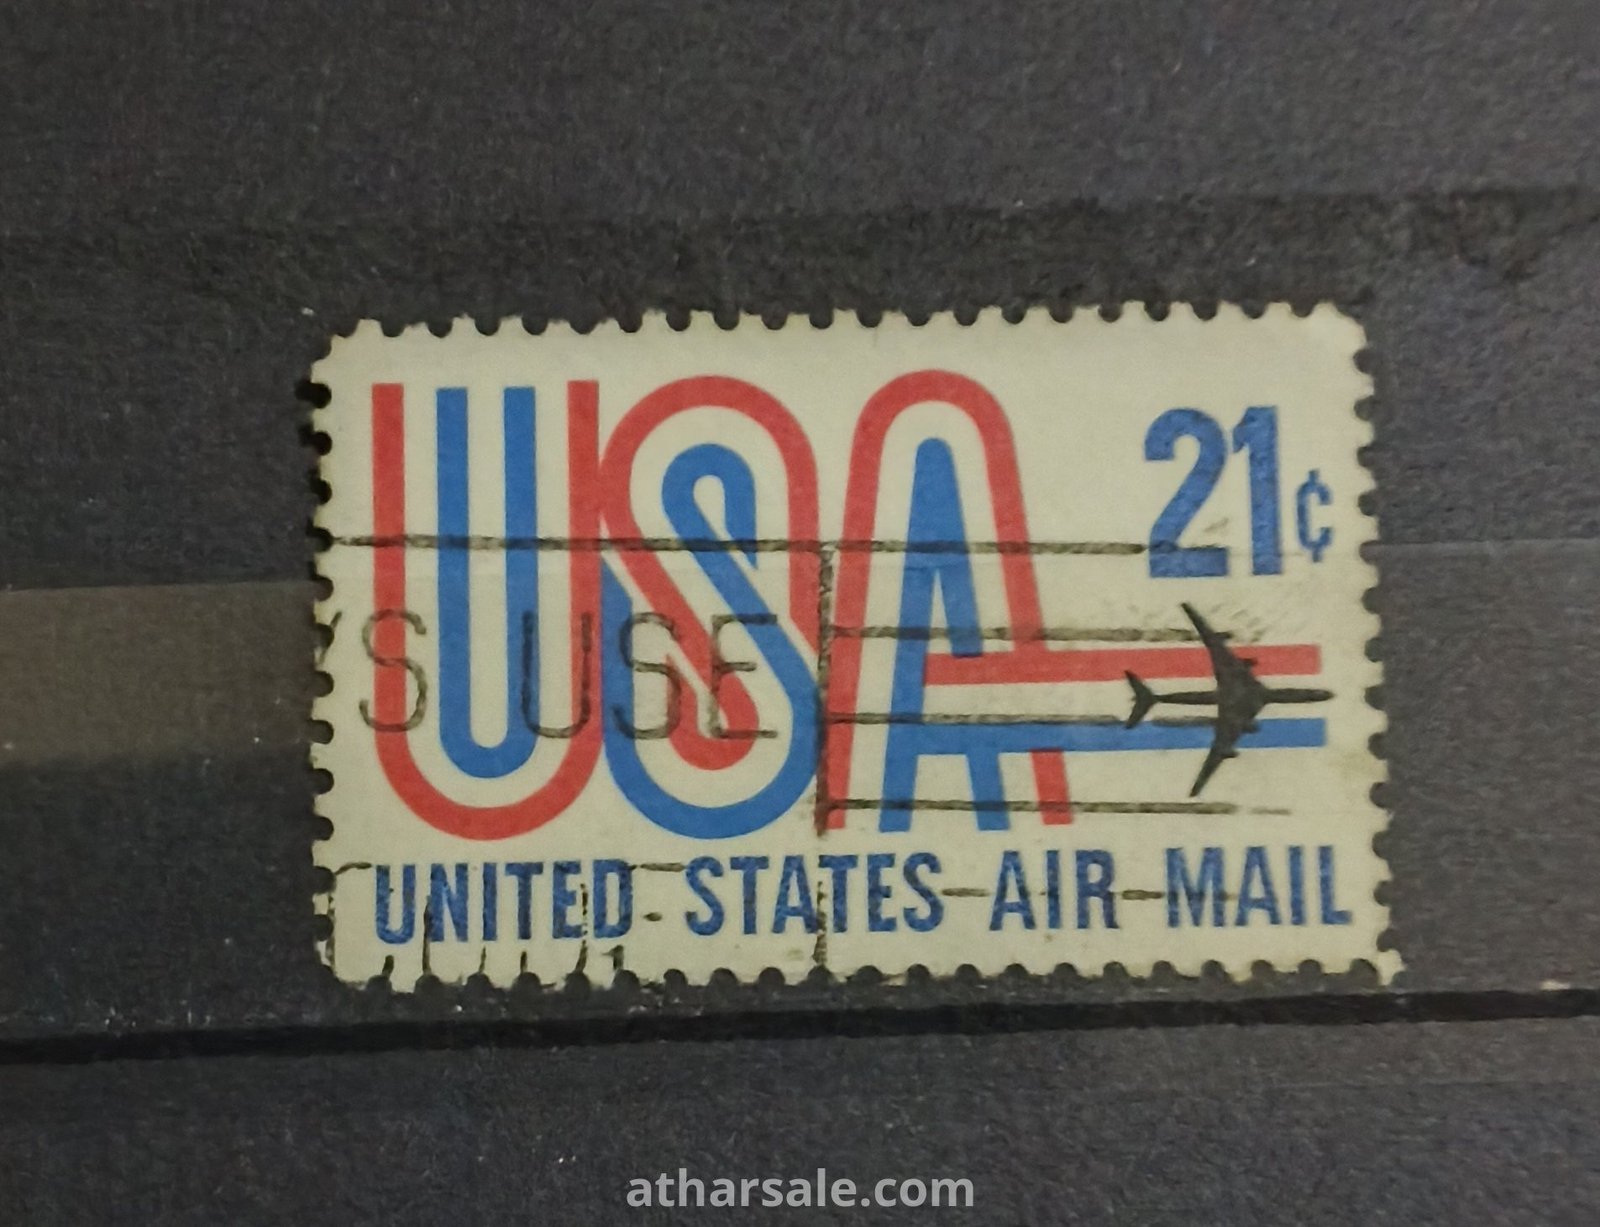 USA
21¢
'S USE
UNITED STATES AIR MAIL
atharsale.com